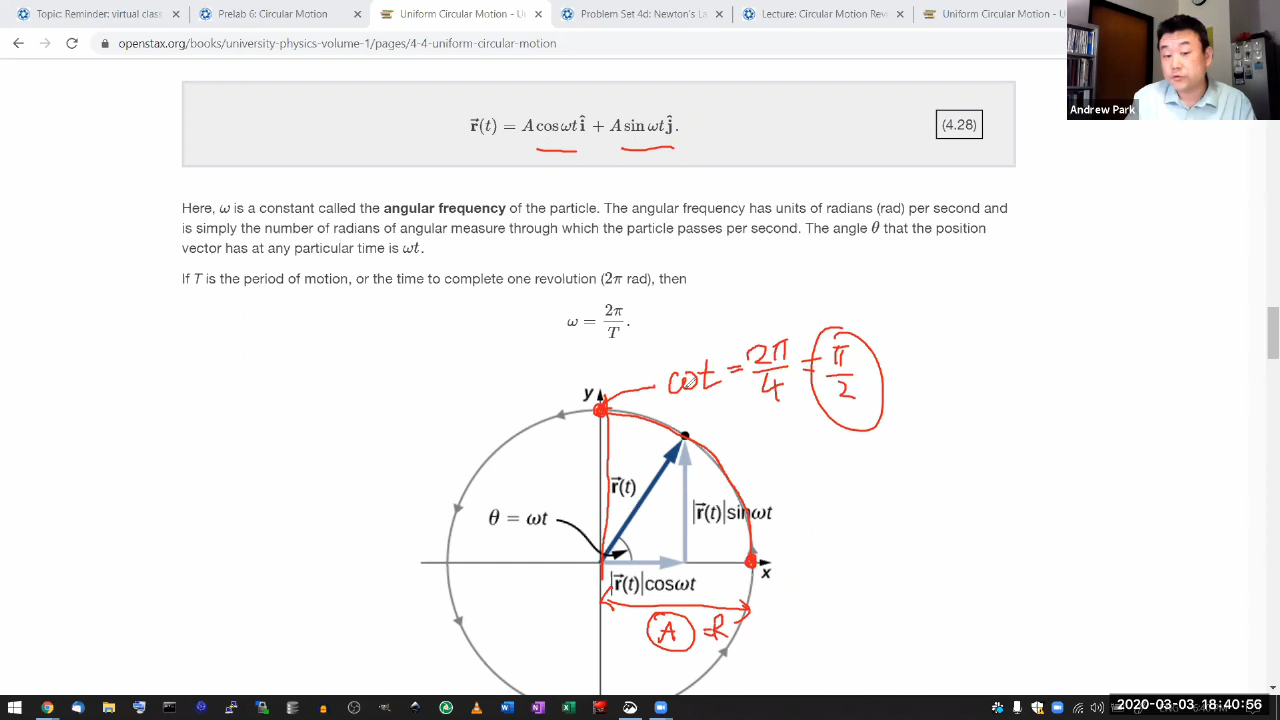 Topic Reminder: Vertical circular
Prelab 6: Circular Motion
Uniform Circular Motion - Un
Problem Set 4d: Newton's La
Lecture: Circular Motion Rev
Uniform Circular Motion - Un
openstax.org/books/university-physics-volume-1/pages/4-4-uniform-circular-motion
Andrew Park
r⃗(t) = A cos ωt î + A sin ωt ĵ.
(4.28)
Here, ω is a constant called the angular frequency of the particle. The angular frequency has units of radians (rad) per second and
is simply the number of radians of angular measure through which the particle passes per second. The angle θ that the position
vector has at any particular time is ωt.
If T is the period of motion, or the time to complete one revolution (2π rad), then
ω = 2π/T.
ωt = 2π/4 = π/2
y
r⃗(t)
θ = ωt
|r⃗(t)|sinωt
x
|r⃗(t)|cosωt
A = R
2020-03-03 18:40:56